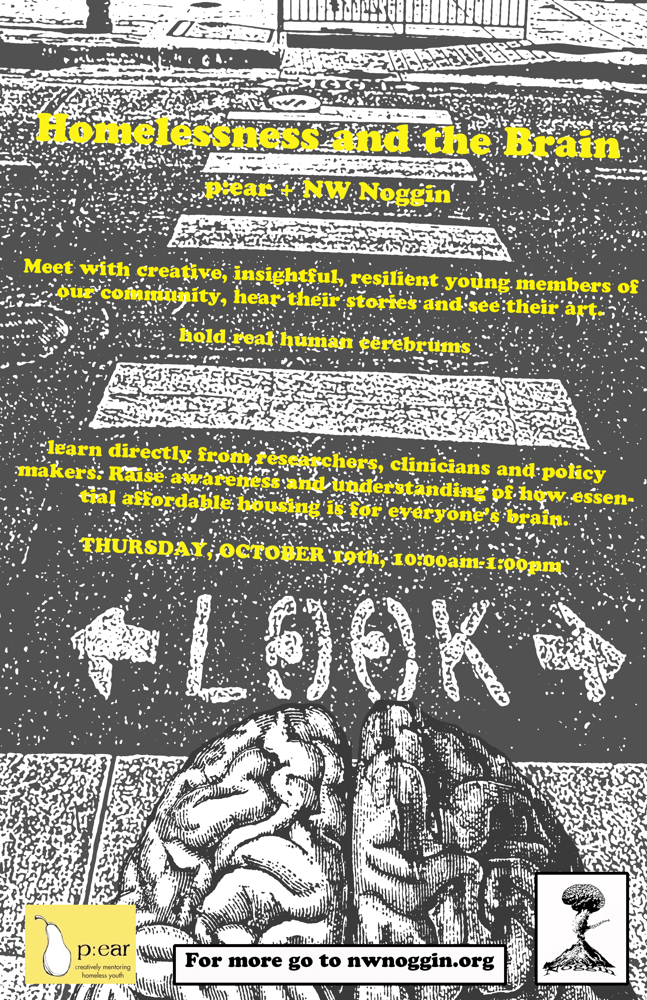 Homelessness and the Brain
p:ear + NW Noggin
Meet with creative, insightful, resilient young members of
our community, hear their stories and see their art.
hold real human cerebrums
learn directly from researchers, clinicians and policy
makers. Raise awareness and understanding of how essen-
tial affordable housing is for everyone's brain.
THURSDAY, OCTOBER 19th, 10:00am-1:00pm
LOOK
p:ear
creatively mentoring
homeless youth
For more go to nwnoggin.org
STEAMahead
Noggin